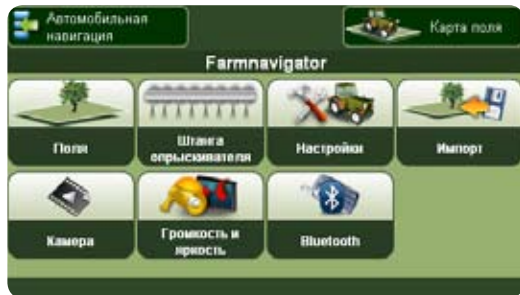 Автомобильная
навигация
Карта поля
Farmnavigator
Поля
Штанга
опрыскивателя
Настройки
Импорт
Камера
Громкость и
яркость
Bluetooth